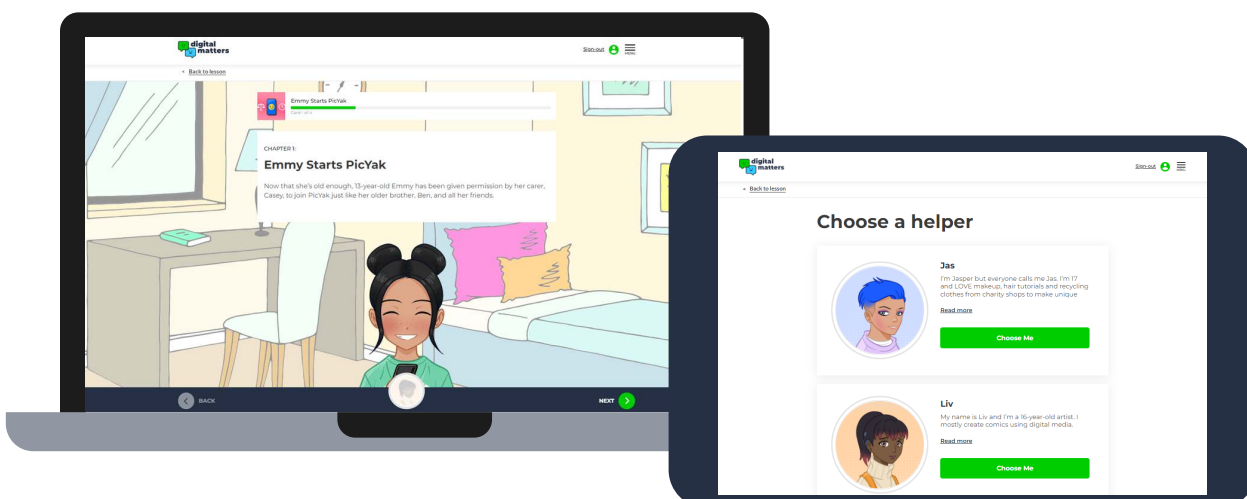 digital
matters
Sign out
MENU
< Back to lesson
Emmy Starts PicYak
CHAPTER 1:
Emmy Starts PicYak
Now that she's old enough, 13-year-old Emmy has been given permission by her carer,
Casey, to join PicYak just like her older brother, Ben, and all her friends.
BACK
NEXT
digital
matters
Sign out
< Back to lesson
Choose a helper
Jas
I'm Jasper but everyone calls me Jas. I'm 17
and LOVE makeup, hair tutorials and recycling
clothes from charity shops to make unique
Read more
Choose Me
Liv
My name is Liv and I'm a 16-year-old artist. I
mostly create comics using digital media.
Read more
Choose Me